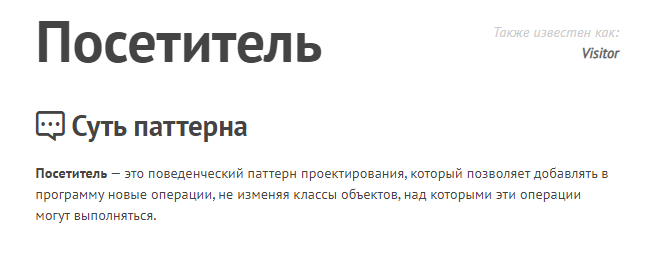 Посетитель
Также известен как:
Visitor
Суть паттерна
Посетитель — это поведенческий паттерн проектирования, который позволяет добавлять в
программу новые операции, не изменяя классы объектов, над которыми эти операции
могут выполняться.